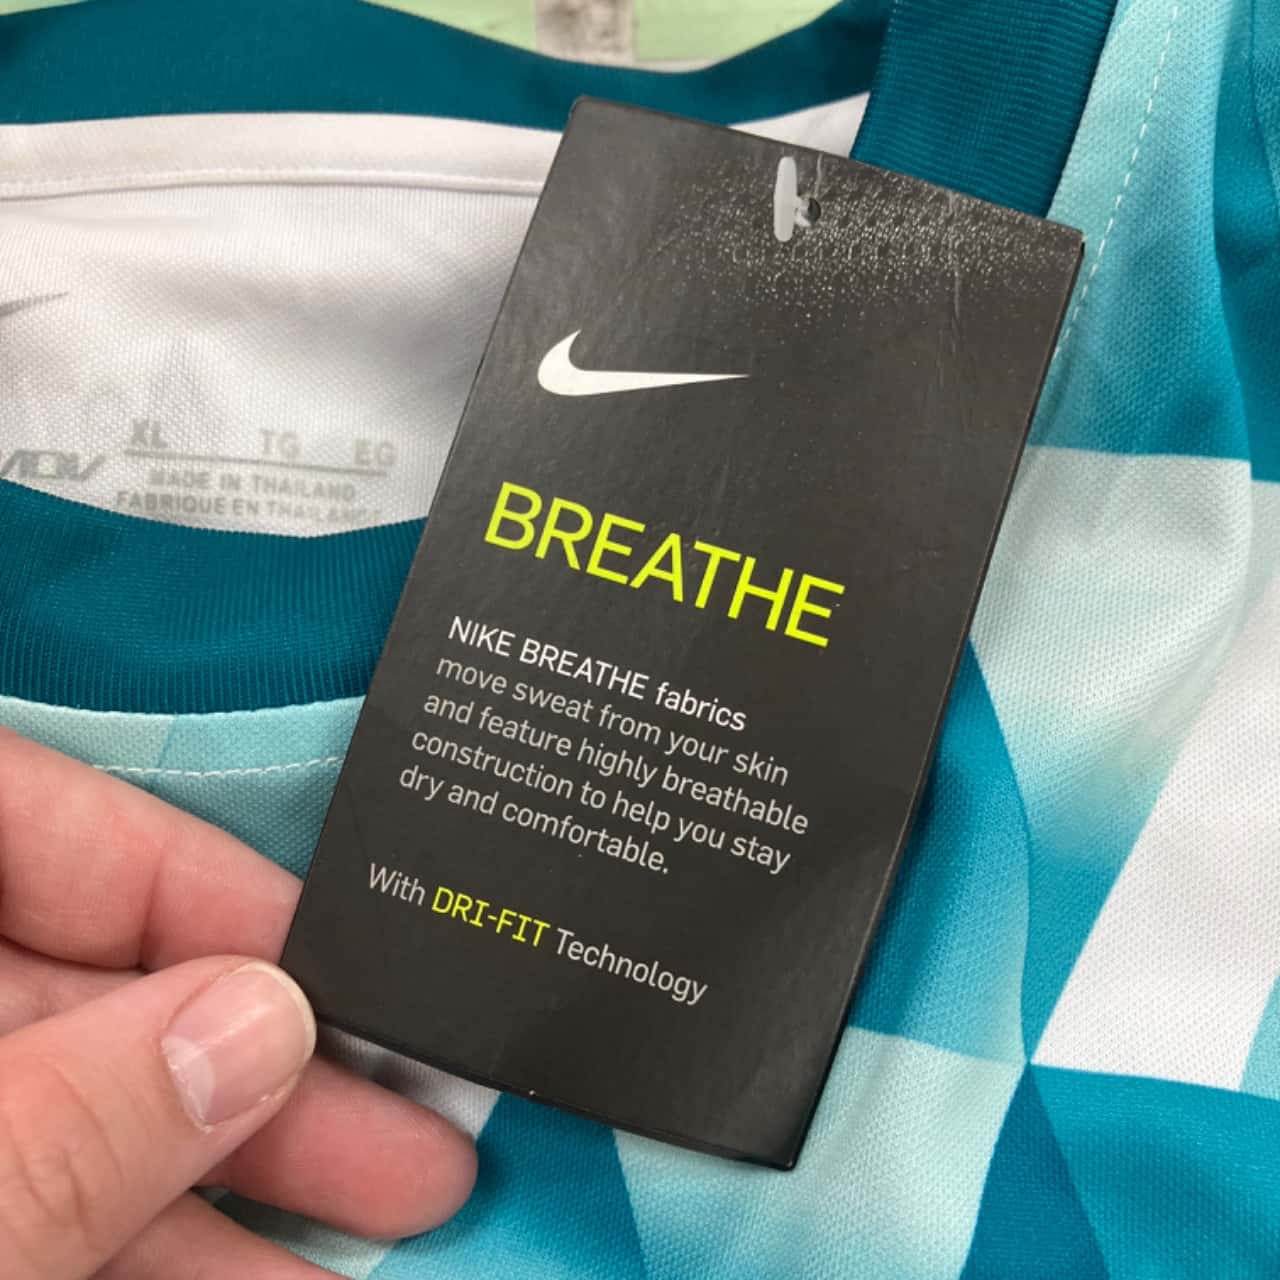 XL TG EG
MADE IN THAILAND
FABRIQUE EN THAILANDE
BREATHE
NIKE BREATHE fabrics
move sweat from your skin
and feature highly breathable
construction to help you stay
dry and comfortable.
With DRI-FIT Technology